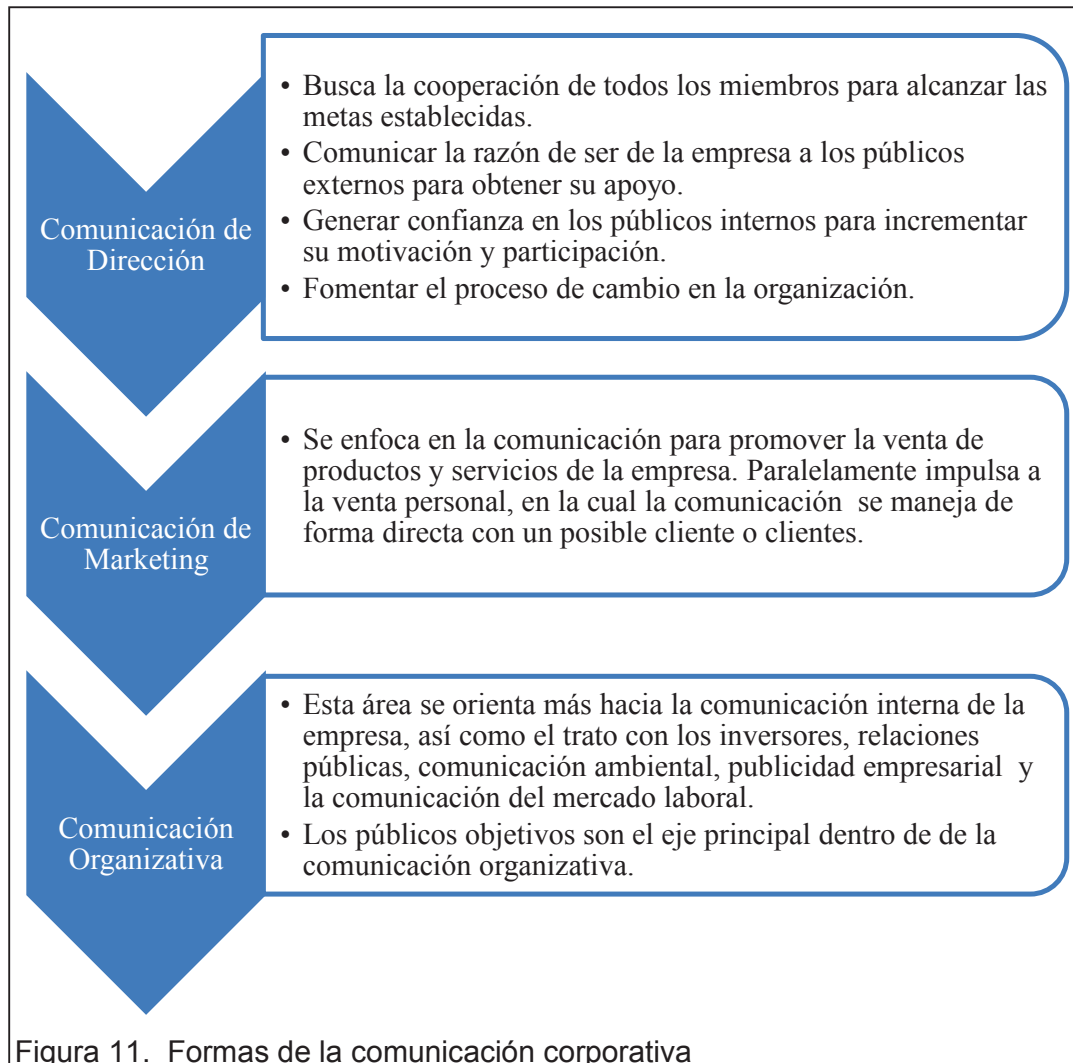 Comunicación de
Dirección
• Busca la cooperación de todos los miembros para alcanzar las
metas establecidas.
• Comunicar la razón de ser de la empresa a los públicos
externos para obtener su apoyo.
• Generar confianza en los públicos internos para incrementar
su motivación y participación.
• Fomentar el proceso de cambio en la organización.
Comunicación de
Marketing
• Se enfoca en la comunicación para promover la venta de
productos y servicios de la empresa. Paralelamente impulsa a
la venta personal, en la cual la comunicación  se maneja de
forma directa con un posible cliente o clientes.
Comunicación
Organizativa
• Esta área se orienta más hacia la comunicación interna de la
empresa, así como el trato con los inversores, relaciones
públicas, comunicación ambiental, publicidad empresarial  y
la comunicación del mercado laboral.
• Los públicos objetivos son el eje principal dentro de de la
comunicación organizativa.
Figura 11.  Formas de la comunicación corporativa